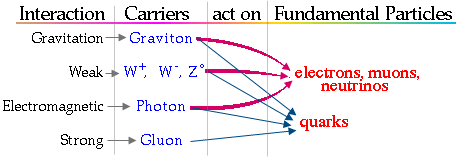 Interaction Carriers act on Fundamental Particles
Gravitation Graviton
Weak W⁺, W⁻, Z° electrons, muons,
neutrinos
Electromagnetic Photon
quarks
Strong Gluon